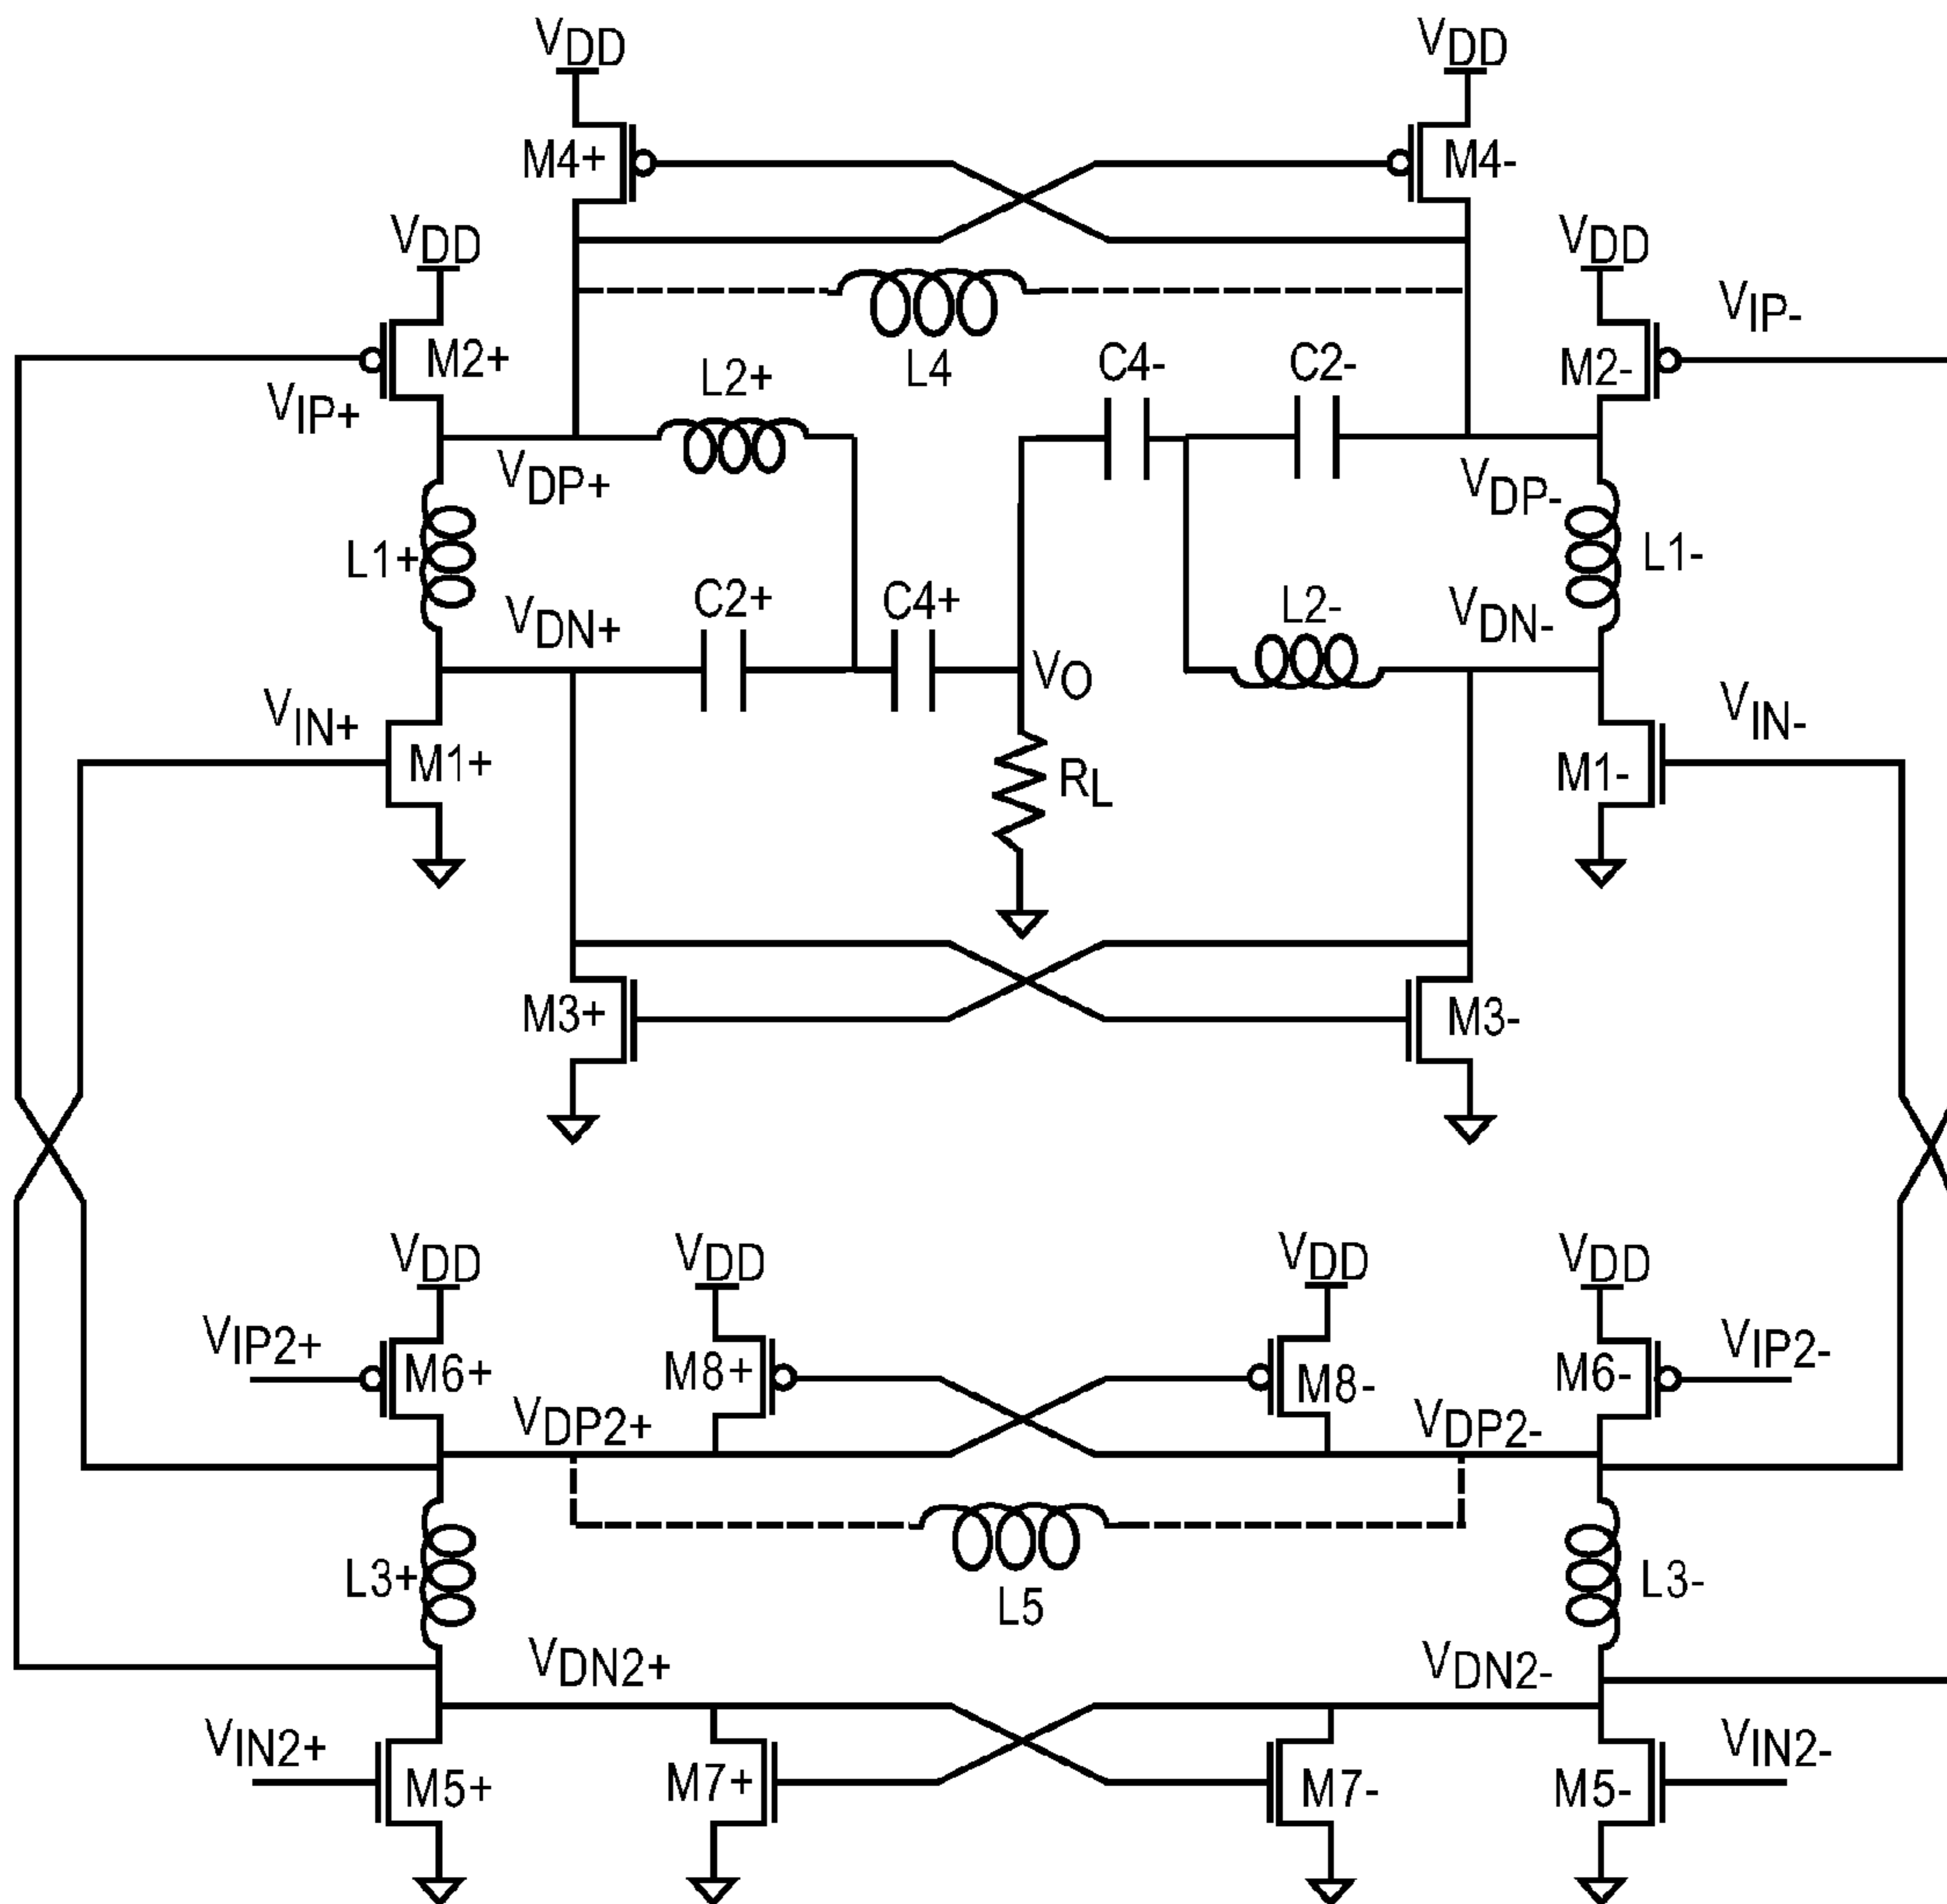 VDD VDD
M4+ M4-
VDD VDD
M2+ M2- VIP-
VIP+ L2+ L4 C4- C2-
VDP+ VDP-
L1+ L1-
VDN+ C2+ C4+ L2- VDN-
VIN+ VO VIN-
M1+ RL M1-
M3+ M3-
VDD VDD VDD VDD
VIP2+ M6+ M8+ M8- M6- VIP2-
VDP2+ VDP2-
L3+ L5 L3-
VDN2+ VDN2-
VIN2+ VIN2-
M5+ M7+ M7- M5-